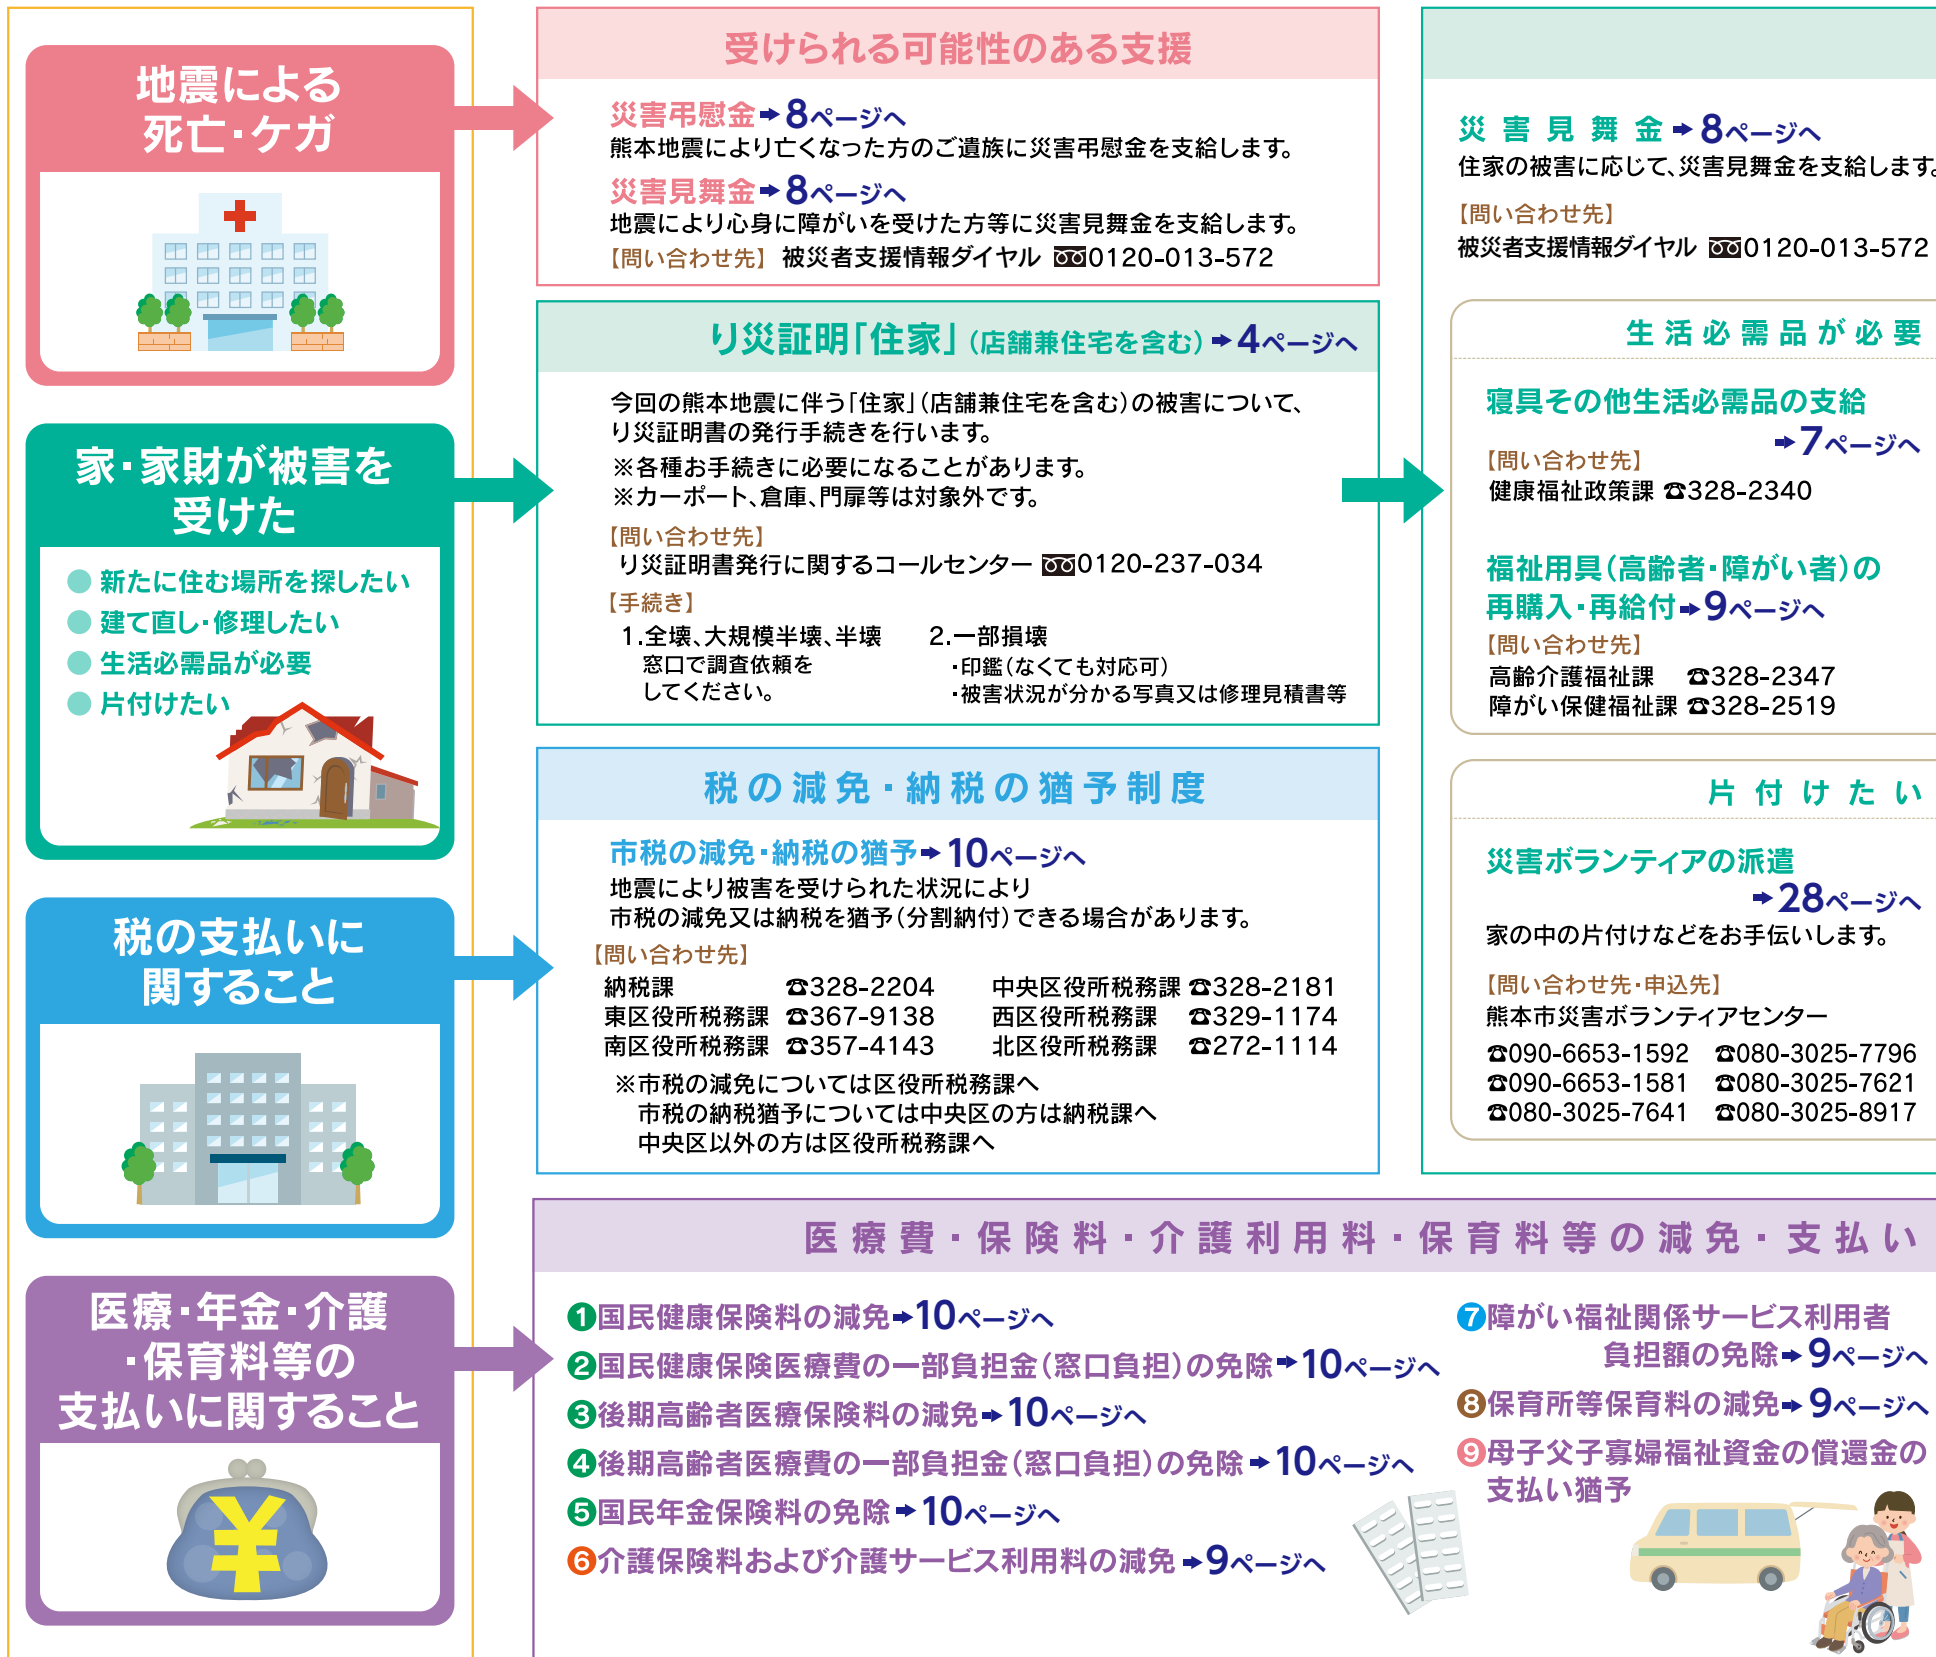 地震による
死亡・ケガ
家・家財が被害を
受けた
● 新たに住む場所を探したい
● 建て直し・修理したい
● 生活必需品が必要
● 片付けたい
税の支払いに
関すること
医療・年金・介護
・保育料等の
支払いに関すること
¥
受けられる可能性のある支援
災害弔慰金➡8ページへ
熊本地震により亡くなった方のご遺族に災害弔慰金を支給します。
災害見舞金➡8ページへ
地震により心身に障がいを受けた方等に災害見舞金を支給します。
【問い合わせ先】被災者支援情報ダイヤル 0120-013-572
り災証明「住家」(店舗兼住宅を含む)➡4ページへ
今回の熊本地震に伴う「住家」(店舗兼住宅を含む)の被害について、
り災証明書の発行手続きを行います。
※各種お手続きに必要になることがあります。
※カーポート、倉庫、門扉等は対象外です。
【問い合わせ先】
り災証明書発行に関するコールセンター 0120-237-034
【手続き】
1.全壊、大規模半壊、半壊
窓口で調査依頼を
してください。
2.一部損壊
・印鑑(なくても対応可)
・被害状況が分かる写真又は修理見積書等
税の減免・納税の猶予制度
市税の減免・納税の猶予➡10ページへ
地震により被害を受けられた状況により
市税の減免又は納税を猶予(分割納付)できる場合があります。
【問い合わせ先】
納税課 ☎328-2204 中央区役所税務課 ☎328-2181
東区役所税務課 ☎367-9138 西区役所税務課 ☎329-1174
南区役所税務課 ☎357-4143 北区役所税務課 ☎272-1114
※市税の減免については区役所税務課へ
市税の納税猶予については中央区の方は納税課へ
中央区以外の方は区役所税務課へ
災害見舞金➡8ページへ
住家の被害に応じて、災害見舞金を支給します。
【問い合わせ先】
被災者支援情報ダイヤル 0120-013-572
生活必需品が必要
寝具その他生活必需品の支給
➡7ページへ
【問い合わせ先】
健康福祉政策課 ☎328-2340
福祉用具(高齢者・障がい者)の
再購入・再給付➡9ページへ
【問い合わせ先】
高齢介護福祉課 ☎328-2347
障がい保健福祉課 ☎328-2519
片付けたい
災害ボランティアの派遣
➡28ページへ
家の中の片付けなどをお手伝いします。
【問い合わせ先・申込先】
熊本市災害ボランティアセンター
☎090-6653-1592 ☎080-3025-7796
☎090-6653-1581 ☎080-3025-7621
☎080-3025-7641 ☎080-3025-8917
医療費・保険料・介護利用料・保育料等の減免・支払い
❶国民健康保険料の減免➡10ページへ
❷国民健康保険医療費の一部負担金(窓口負担)の免除➡10ページへ
❸後期高齢者医療保険料の減免➡10ページへ
❹後期高齢者医療費の一部負担金(窓口負担)の免除➡10ページへ
❺国民年金保険料の免除➡10ページへ
❻介護保険料および介護サービス利用料の減免➡9ページへ
❼障がい福祉関係サービス利用者
負担額の免除➡9ページへ
❽保育所等保育料の減免➡9ページへ
❾母子父子寡婦福祉資金の償還金の
支払い猶予